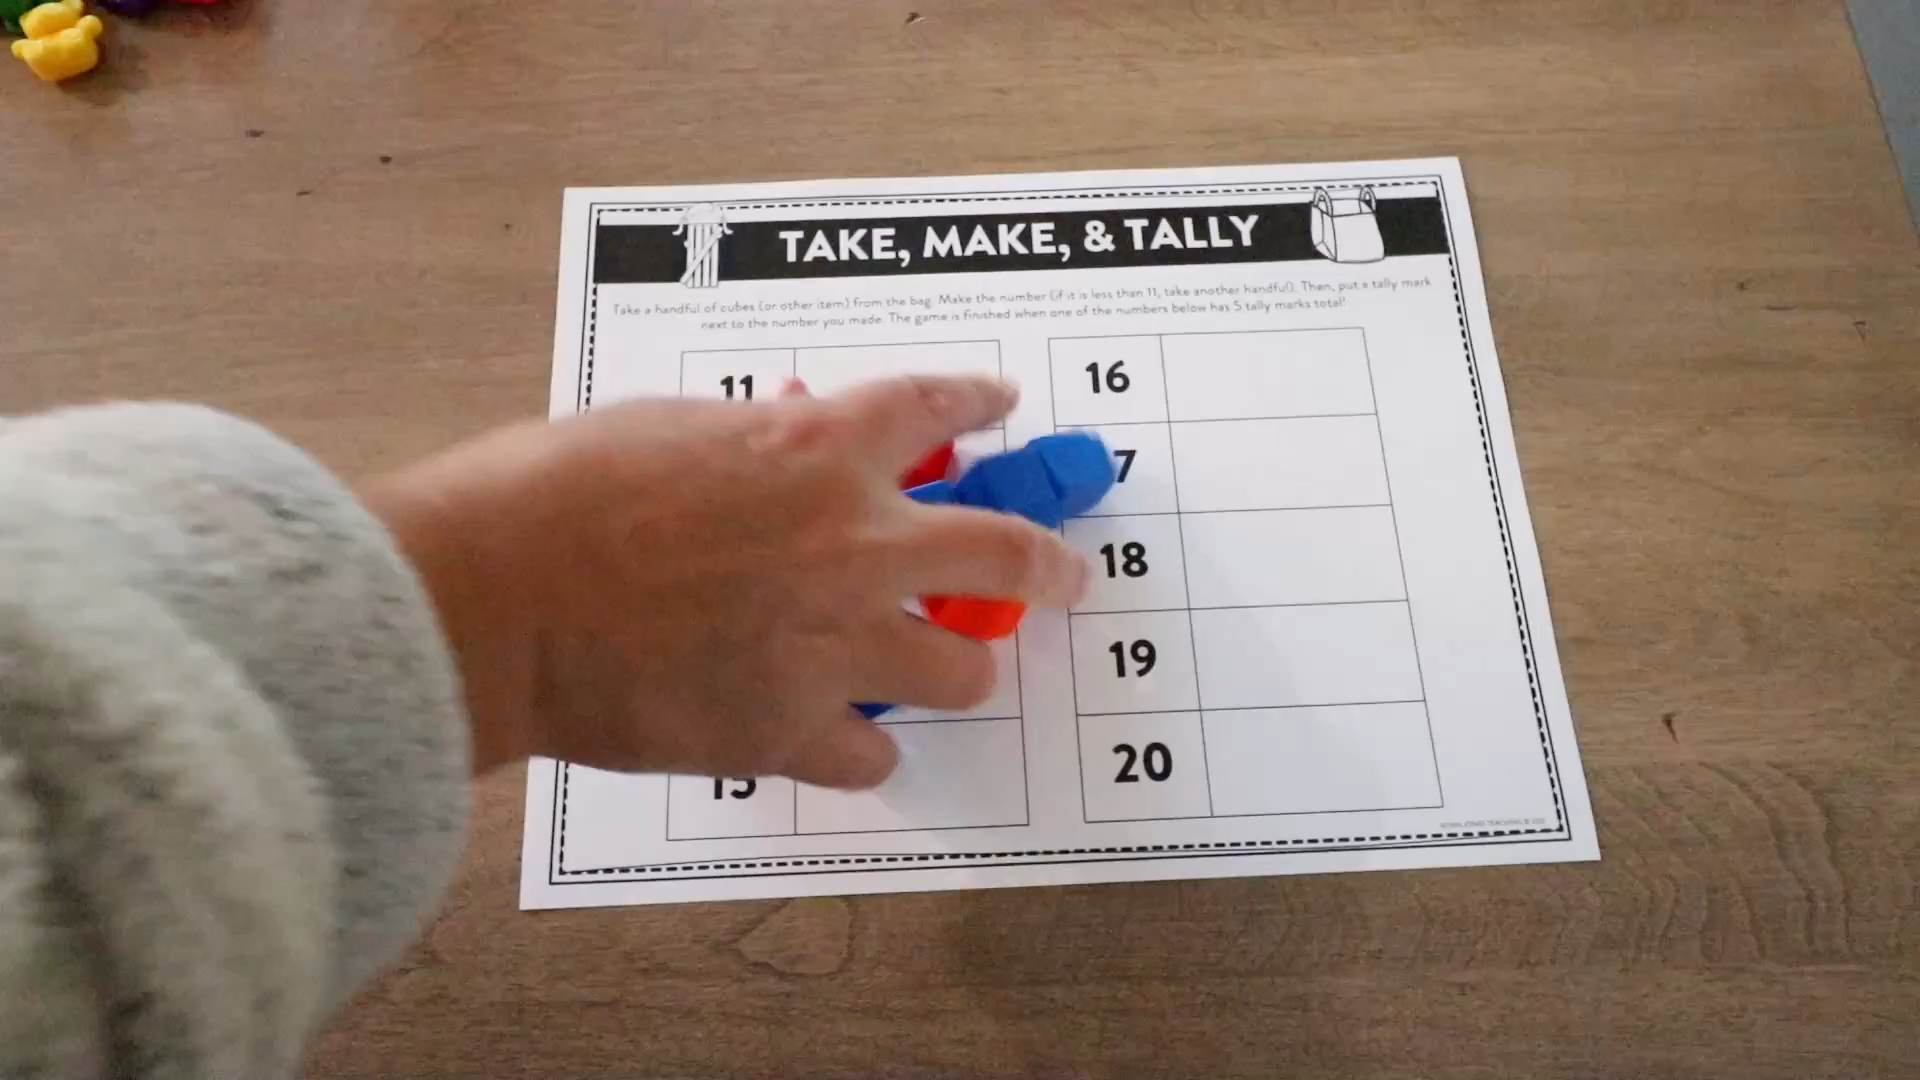 TAKE, MAKE, & TALLY
Take a handful of cubes (or other item) from the bag. Make the number (if it is less than 11, take another handful). Then, put a tally mark
next to the number you made. The game is finished when one of the numbers below has 5 tally marks total!
11
16
7
18
19
15
20